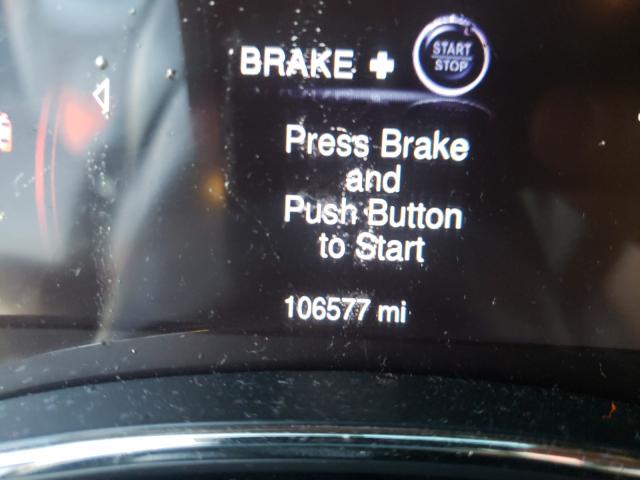 BRAKE + START
STOP
Press Brake
and
Push Button
to Start
106577 mi